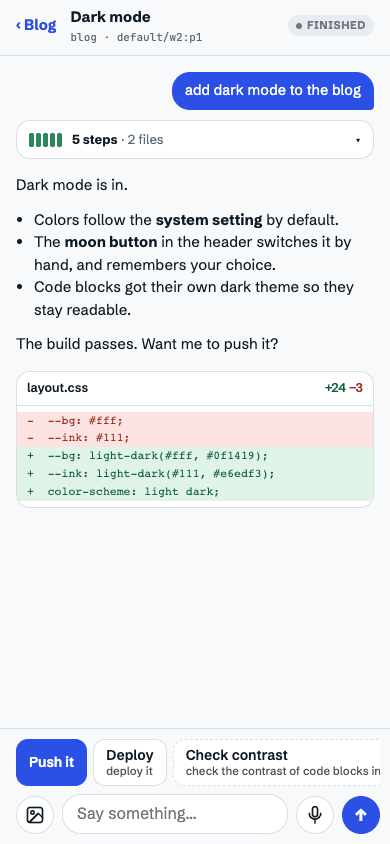 ‹ Blog
Dark mode
blog · default/w2:p1
FINISHED
add dark mode to the blog
5 steps · 2 files
Dark mode is in.
• Colors follow the system setting by default.
• The moon button in the header switches it by
hand, and remembers your choice.
• Code blocks got their own dark theme so they
stay readable.
The build passes. Want me to push it?
layout.css +24 −3
- --bg: #fff;
- --ink: #111;
+ --bg: light-dark(#fff, #0f1419);
+ --ink: light-dark(#111, #e6edf3);
+ color-scheme: light dark;
Push it
Deploy
deploy it
Check contrast
check the contrast of code blocks in
Say something...